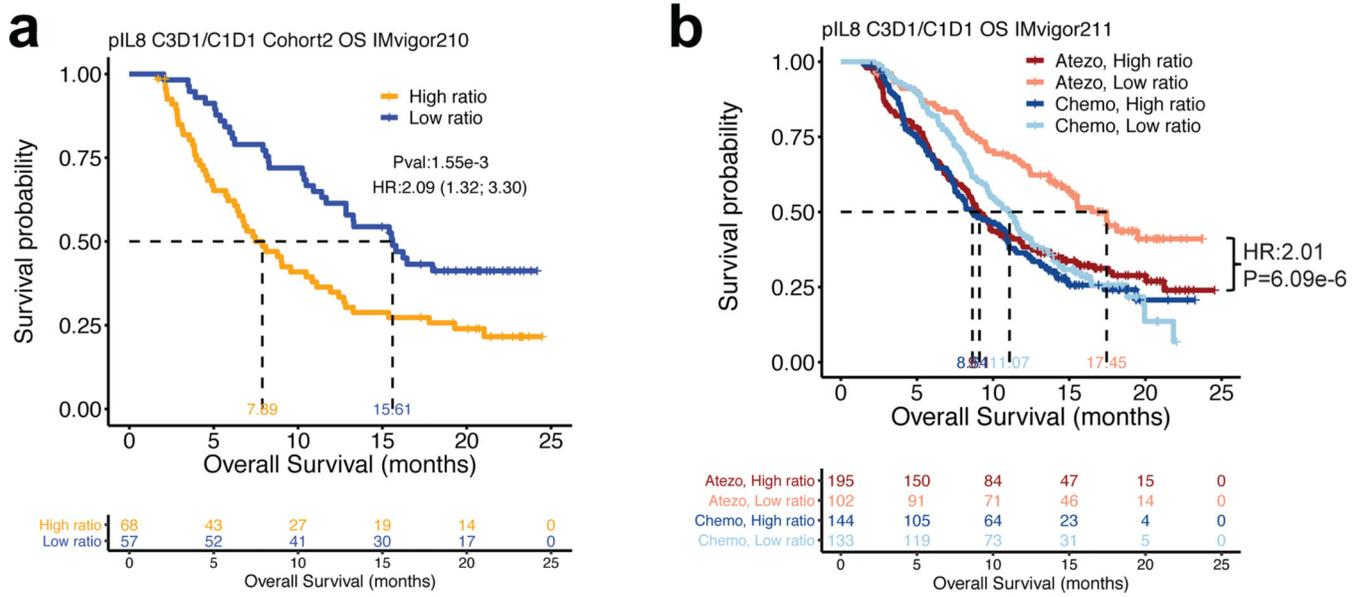 a
pIL8 C3D1/C1D1 Cohort2 OS IMvigor210
Survival probability
1.00
0.75
0.50
0.25
0.00
High ratio
Low ratio
Pval:1.55e-3
HR:2.09 (1.32; 3.30)
7.89
15.61
0 5 10 15 20 25
Overall Survival (months)
High ratio 68 43 27 19 14 0
Low ratio 57 52 41 30 17 0
0 5 10 15 20 25
Overall Survival (months)
b
pIL8 C3D1/C1D1 OS IMvigor211
Survival probability
1.00
0.75
0.50
0.25
0.00
Atezo, High ratio
Atezo, Low ratio
Chemo, High ratio
Chemo, Low ratio
HR:2.01
P=6.09e-6
11.07
17.45
0 5 10 15 20 25
Overall Survival (months)
Atezo, High ratio 195 150 84 47 15 0
Atezo, Low ratio 102 91 71 46 14 0
Chemo, High ratio 144 105 64 23 4 0
Chemo, Low ratio 133 119 73 31 5 0
0 5 10 15 20 25
Overall Survival (months)